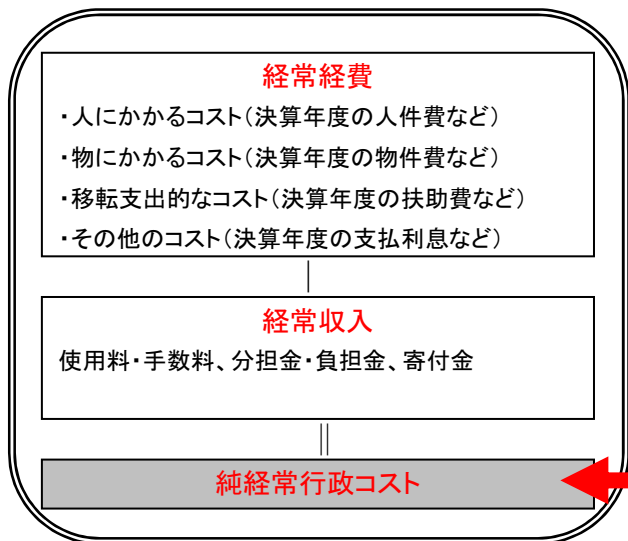 経常経費
・人にかかるコスト（決算年度の人件費など）
・物にかかるコスト（決算年度の物件費など）
・移転支出的なコスト（決算年度の扶助費など）
・その他のコスト（決算年度の支払利息など）
｜
経常収入
使用料・手数料、分担金・負担金、寄付金
||
純経常行政コスト